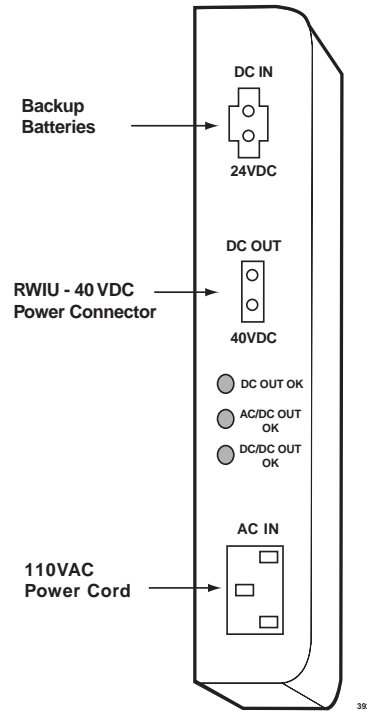 DC IN
Backup
Batteries
24VDC
DC OUT
RWIU - 40 VDC
Power Connector
40VDC
DC OUT OK
AC/DC OUT
OK
DC/DC OUT
OK
AC IN
110VAC
Power Cord